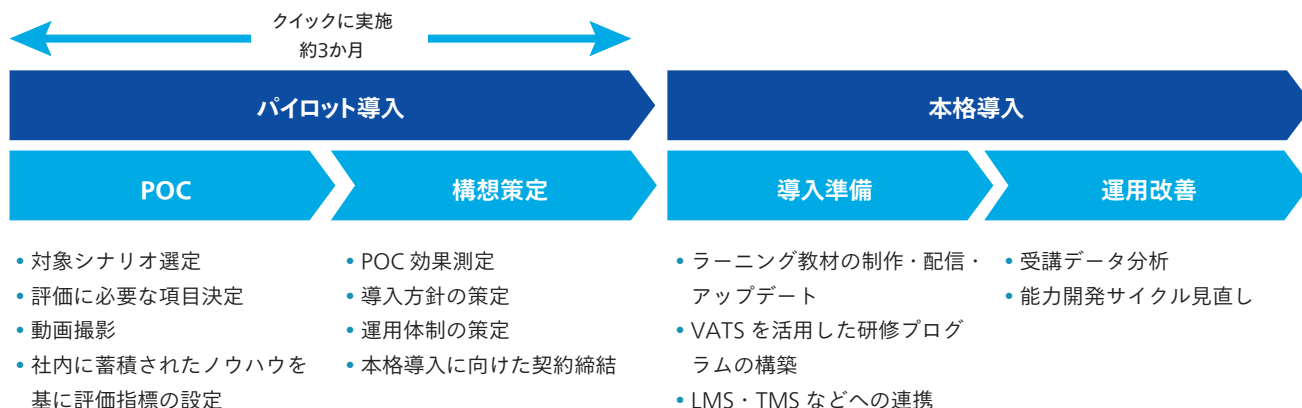 クイックに実施
約3か月
パイロット導入
本格導入
POC
構想策定
導入準備
運用改善
• 対象シナリオ選定
• 評価に必要な項目決定
• 動画撮影
• 社内に蓄積されたノウハウを
基に評価指標の設定
• POC 効果測定
• 導入方針の策定
• 運用体制の策定
• 本格導入に向けた契約締結
• ラーニング教材の制作・配信・
アップデート
• VATS を活用した研修プログ
ラムの構築
• LMS・TMS などへの連携
• 受講データ分析
• 能力開発サイクル見直し